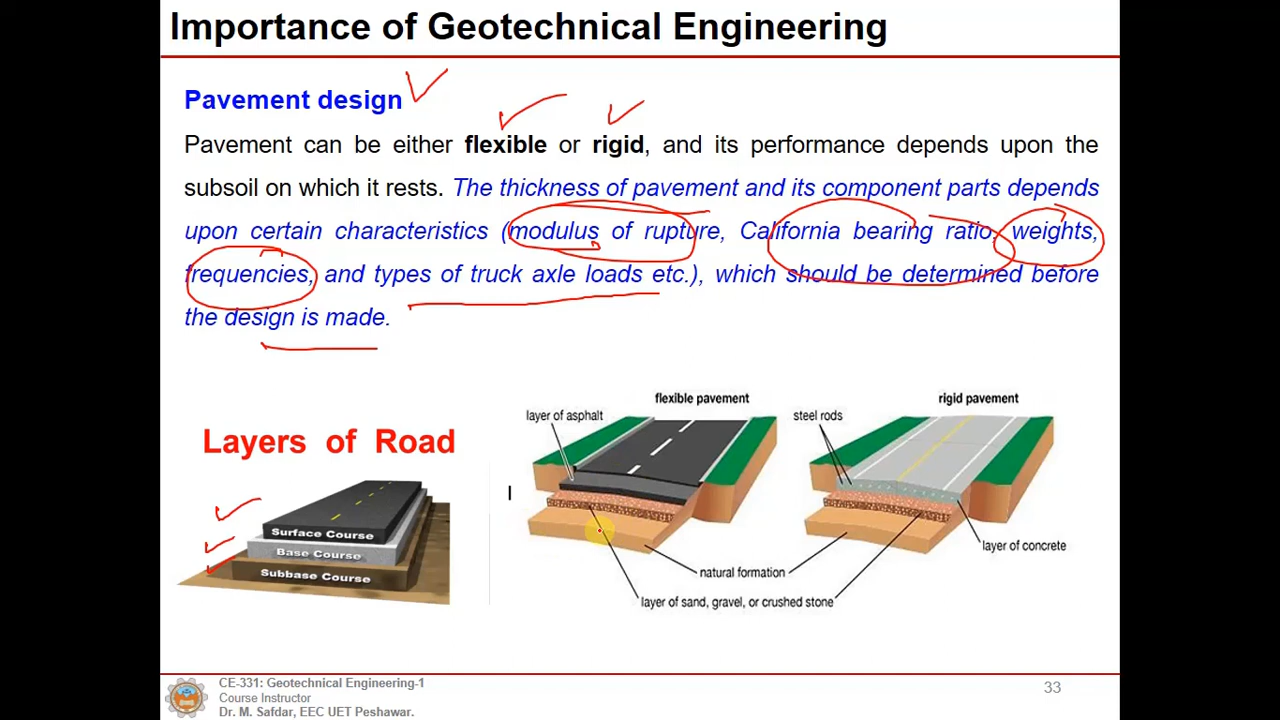 Importance of Geotechnical Engineering
Pavement design
Pavement can be either flexible or rigid, and its performance depends upon the
subsoil on which it rests. The thickness of pavement and its component parts depends
upon certain characteristics (modulus of rupture, California bearing ratio, weights,
frequencies, and types of truck axle loads etc.), which should be determined before
the design is made.
Layers of Road
Surface Course
Base Course
Subbase Course
flexible pavement
layer of asphalt
rigid pavement
steel rods
layer of concrete
natural formation
layer of sand, gravel, or crushed stone
CE-331: Geotechnical Engineering-1
Course Instructor
Dr. M. Safdar, EEC UET Peshawar.
33